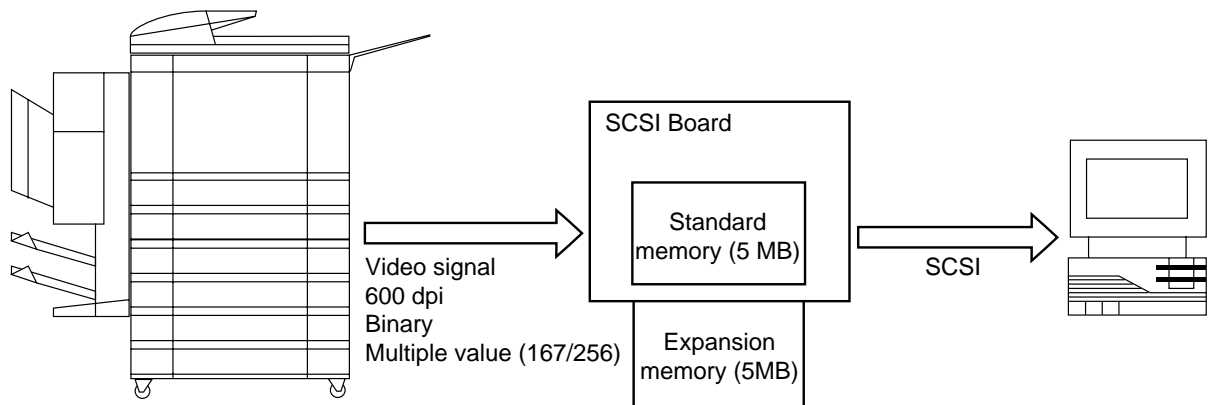 SCSI Board
Standard
memory (5 MB)
Video signal
600 dpi
Binary
Multiple value (167/256)
SCSI
Expansion
memory (5MB)